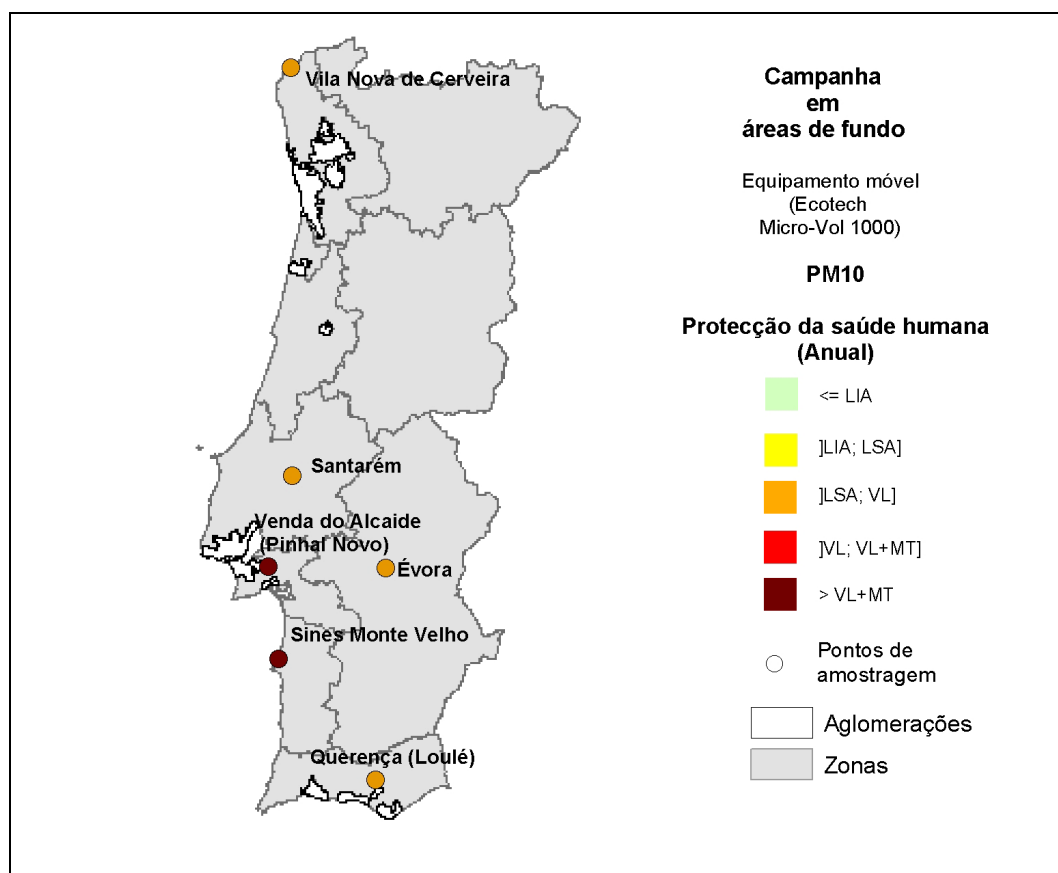 Vila Nova de Cerveira
Santarém
Venda do Alcaide
(Pinhal Novo)
Évora
Sines Monte Velho
Querença (Loulé)
Campanha
em
áreas de fundo
Equipamento móvel
(Ecotech
Micro-Vol 1000)
PM10
Protecção da saúde humana
(Anual)
<= LIA
]LIA; LSA]
]LSA; VL]
]VL; VL+MT]
> VL+MT
Pontos de
amostragem
Aglomerações
Zonas